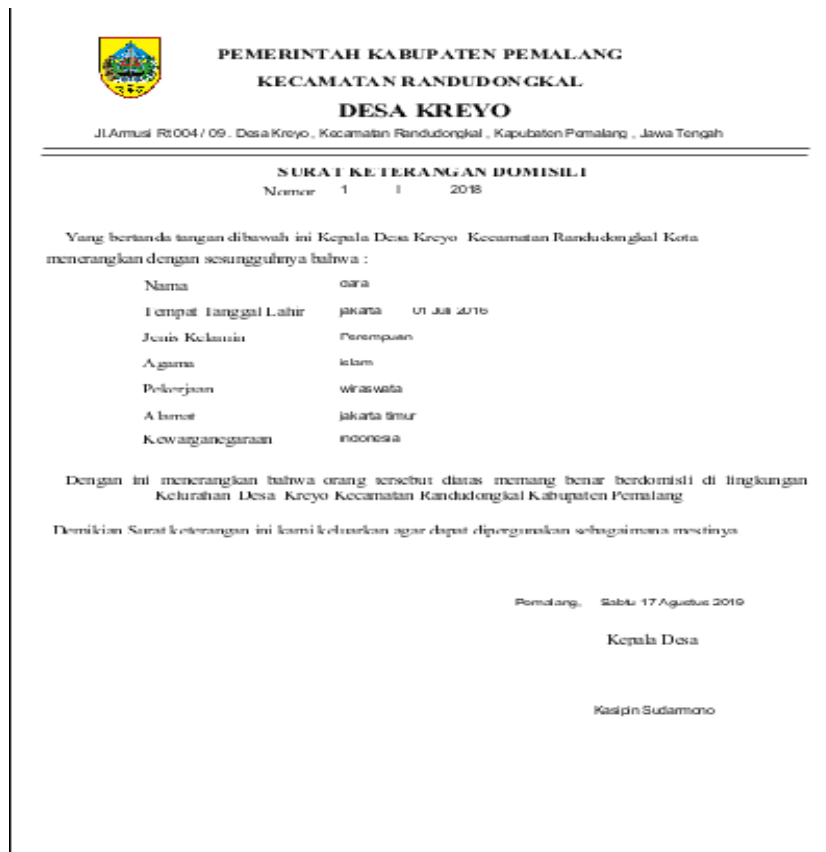 PEMERINTAH KABUPATEN PEMALANG
KECAMATAN RANDUDONGKAL
DESA KREYO
Jl.Armusi Rt 004 / 09 . Desa Kreyo , Kecamatan Randudongkal , Kapubaten Pemalang , Jawa Tengah
SURAT KETERANGAN DOMISILI
Nomor 1 I 2018
Yang bertanda tangan dibawah ini Kepala Desa Kreyo Kecamatan Randudongkal Kota
menerangkan dengan sesungguhnya bahwa :
Nama
Tempat Tanggal Lahir jakarta 01 Juli 2016
Jenis Kelamin Perempuan
Agama islam
Pekerjaan wiraswata
Alamat jakarta timur
Kewarganegaraan indonesia
Dengan ini menerangkan bahwa orang tersebut diatas memang benar berdomisli di lingkungan
Kelurahan Desa Kreyo Kecamatan Randudongkal Kabupaten Pemalang
Demikian Surat keterangan ini kami keluarkan agar dapat dipergunakan sebagaimana mestinya
Pemalang, Sabtu 17 Agustus 2019
Kepala Desa
Kasipin Sudarmono